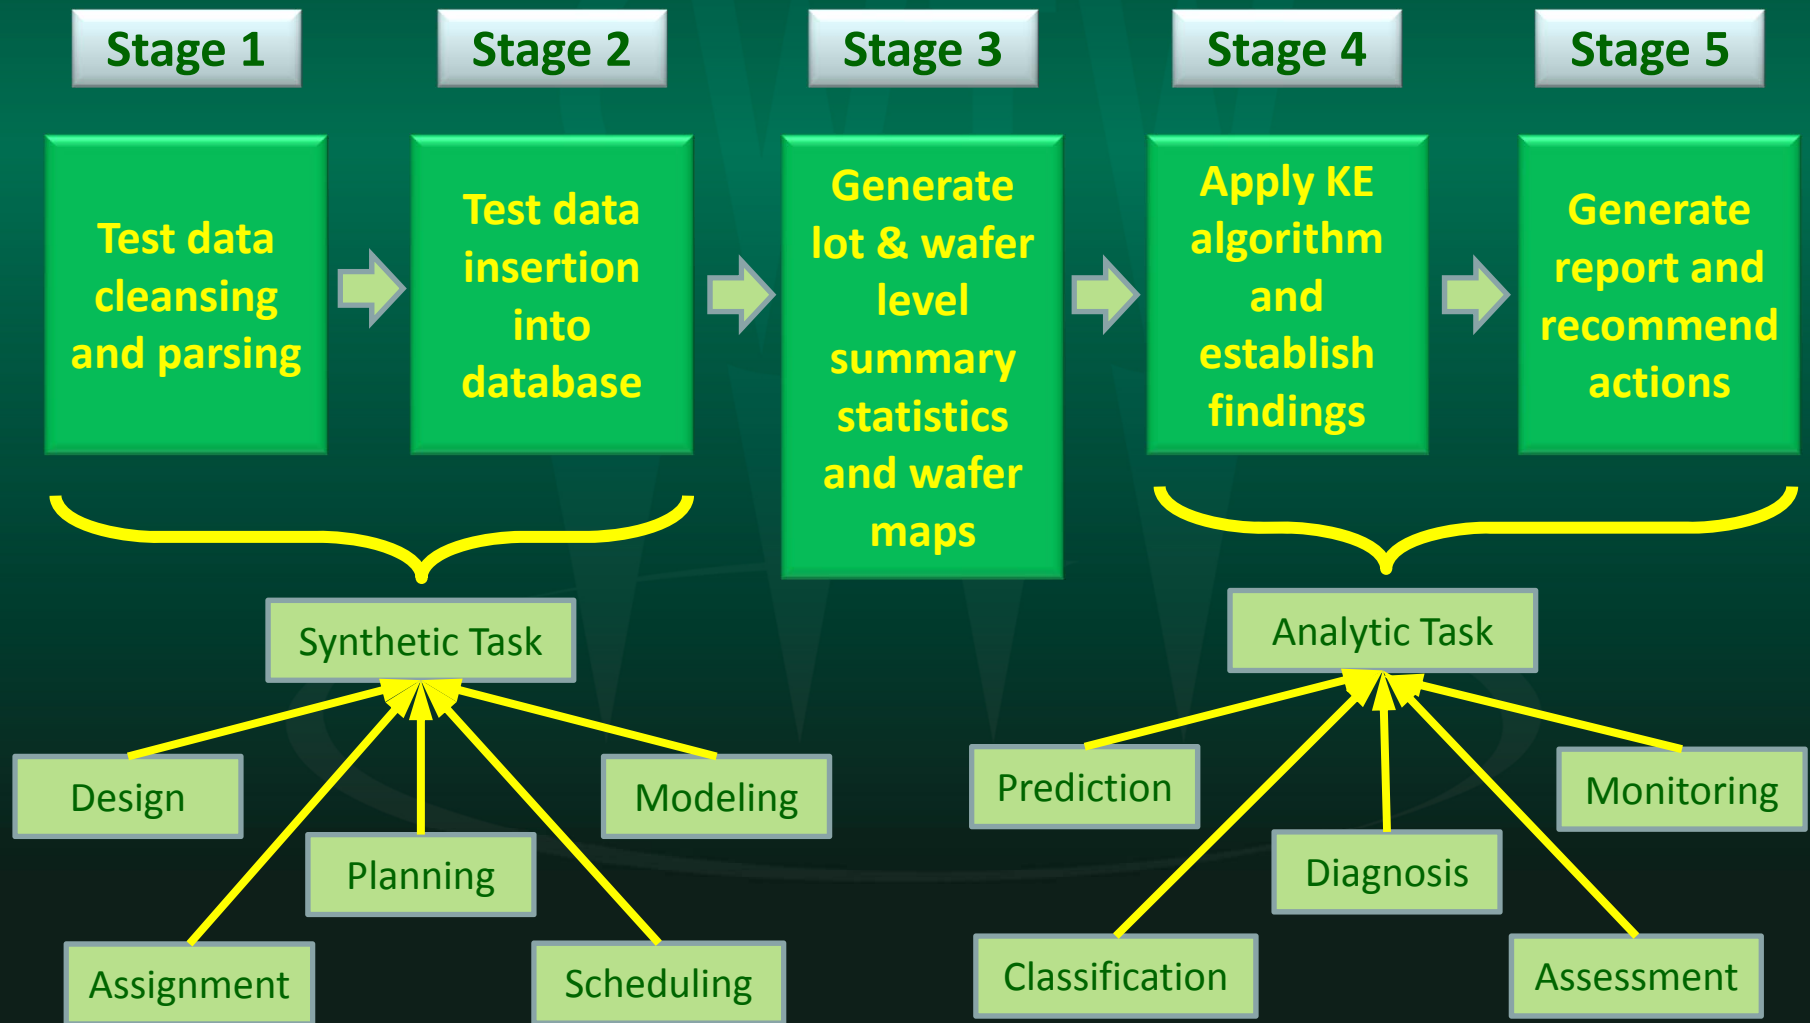 Stage 1
Stage 2
Stage 3
Stage 4
Stage 5
Test data
cleansing
and parsing
Test data
insertion
into
database
Generate
lot & wafer
level
summary
statistics
and wafer
maps
Apply KE
algorithm
and
establish
findings
Generate
report and
recommend
actions
Synthetic Task
Analytic Task
Design
Modeling
Planning
Assignment
Scheduling
Prediction
Monitoring
Diagnosis
Classification
Assessment